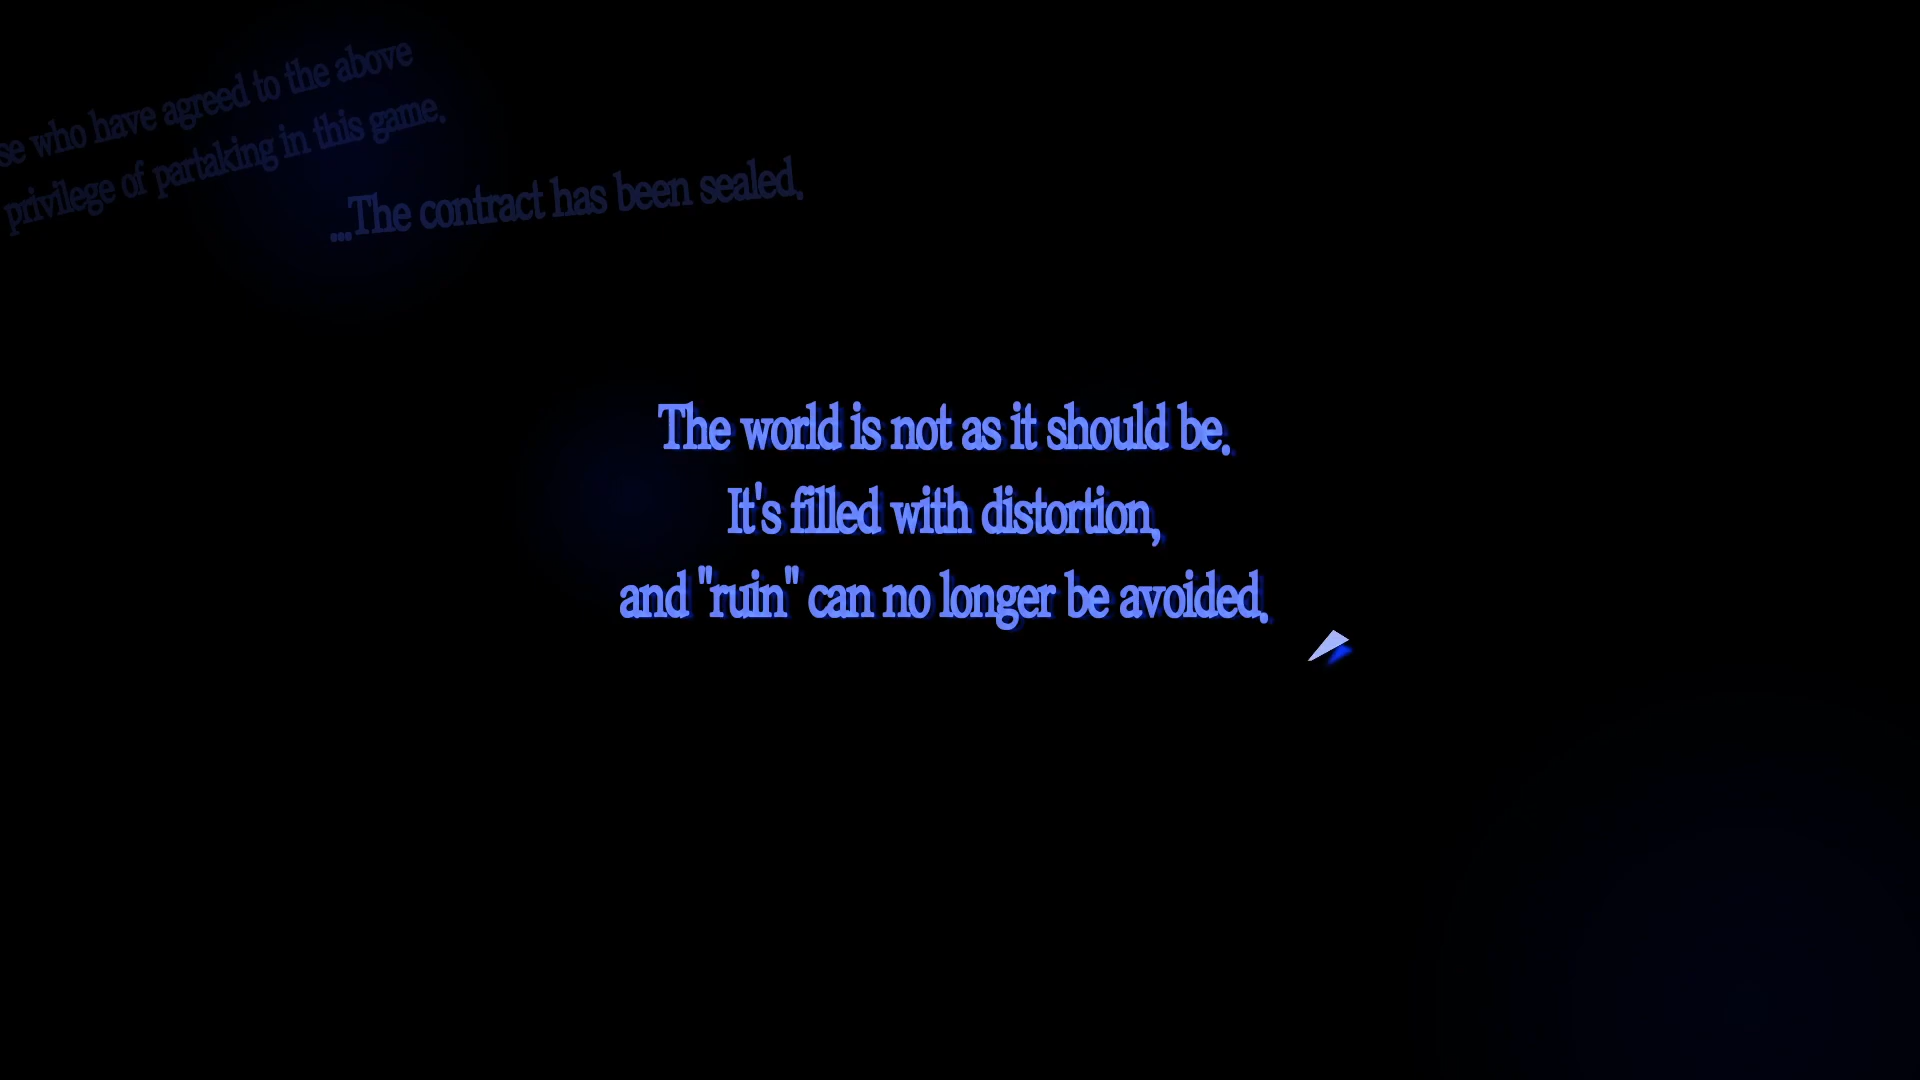 se who have agreed to the above
privilege of partaking in this game.
...The contract has been sealed.
The world is not as it should be.
It's filled with distortion,
and "ruin" can no longer be avoided.